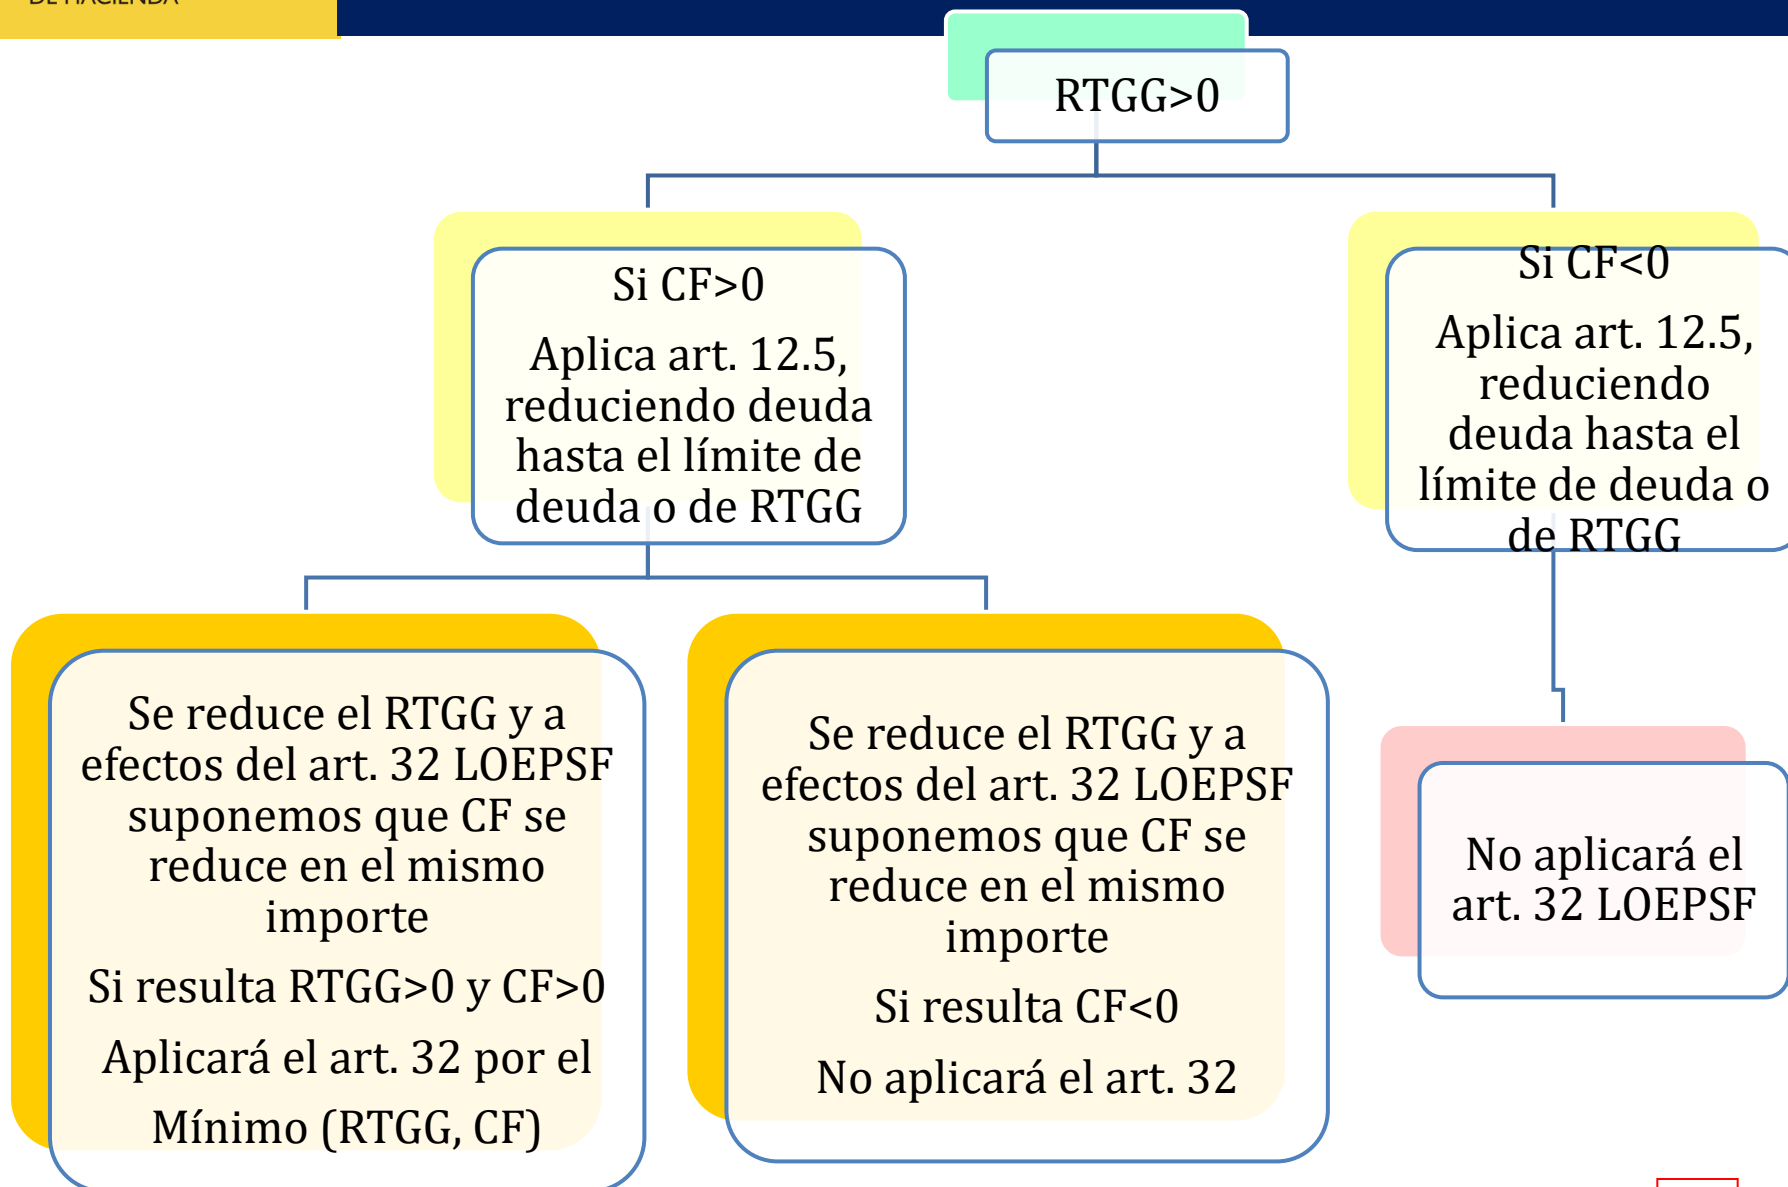 DE HACIENDA
RTGG>0
Si CF>0
Aplica art. 12.5,
reduciendo deuda
hasta el límite de
deuda o de RTGG
Si CF<0
Aplica art. 12.5,
reduciendo
deuda hasta el
límite de deuda o
de RTGG
Se reduce el RTGG y a
efectos del art. 32 LOEPSF
suponemos que CF se
reduce en el mismo
importe
Si resulta RTGG>0 y CF>0
Aplicará el art. 32 por el
Mínimo (RTGG, CF)
Se reduce el RTGG y a
efectos del art. 32 LOEPSF
suponemos que CF se
reduce en el mismo
importe
Si resulta CF<0
No aplicará el art. 32
No aplicará el
art. 32 LOEPSF